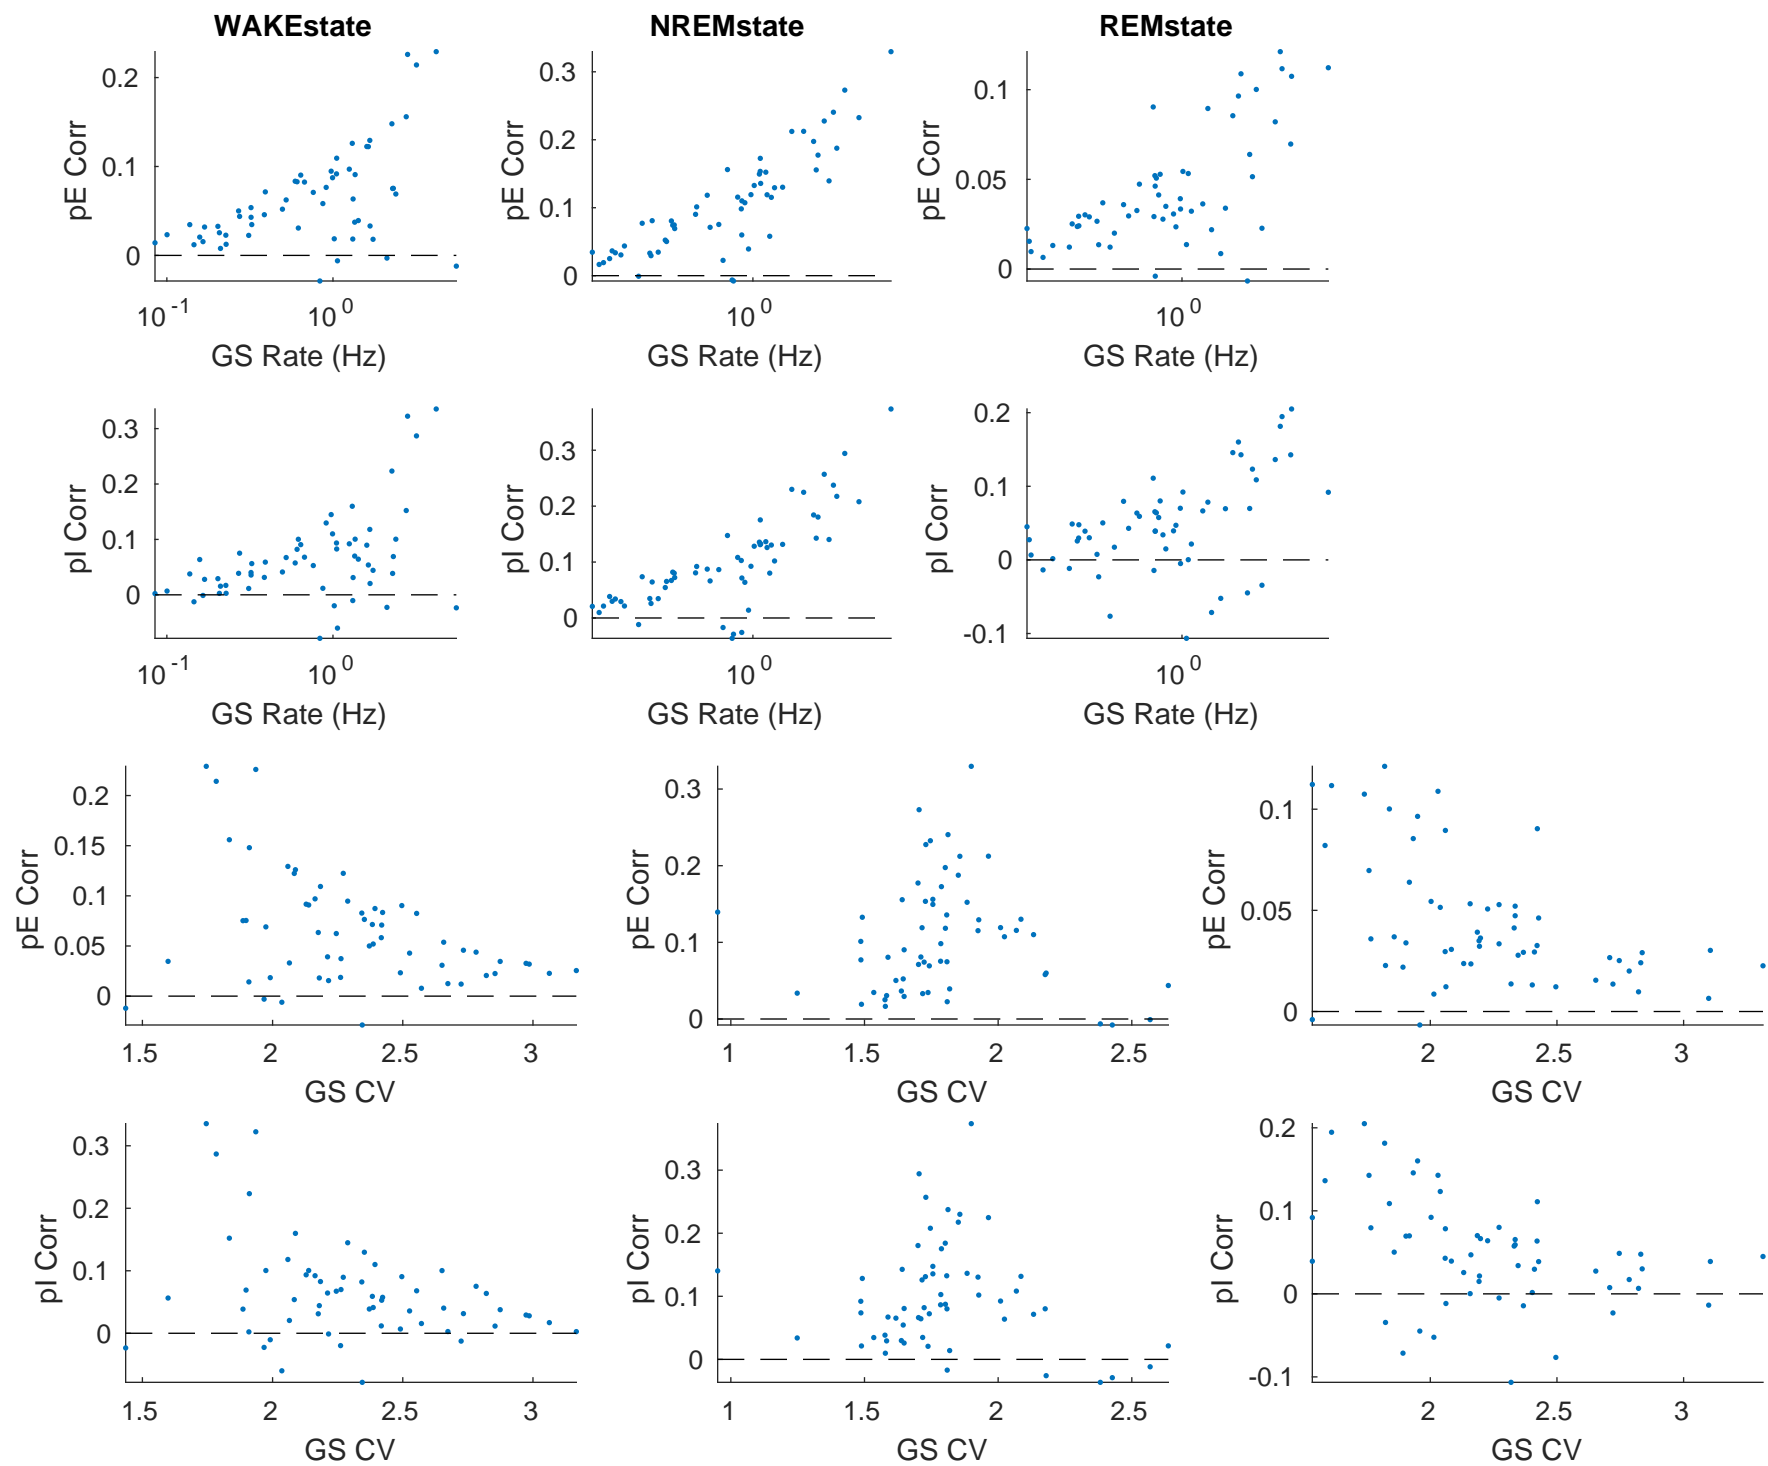 WAKEstate NREMstate REMstate
pE Corr 0.2 0.1 0 pE Corr 0.3 0.2 0.1 0 pE Corr 0.1 0.05 0
10^-1 10^0 10^0 10^0
GS Rate (Hz) GS Rate (Hz) GS Rate (Hz)
pI Corr 0.3 0.2 0.1 0 pI Corr 0.3 0.2 0.1 0 pI Corr 0.2 0.1 0 -0.1
10^-1 10^0 10^0 10^0
GS Rate (Hz) GS Rate (Hz) GS Rate (Hz)
pE Corr 0.2 0.15 0.1 0.05 0 pE Corr 0.3 0.2 0.1 0 pE Corr 0.1 0.05 0
1.5 2 2.5 3 1 1.5 2 2.5 2 2.5 3
GS CV GS CV GS CV
pI Corr 0.3 0.2 0.1 0 pI Corr 0.3 0.2 0.1 0 pI Corr 0.2 0.1 0 -0.1
1.5 2 2.5 3 1 1.5 2 2.5 2 2.5 3
GS CV GS CV GS CV